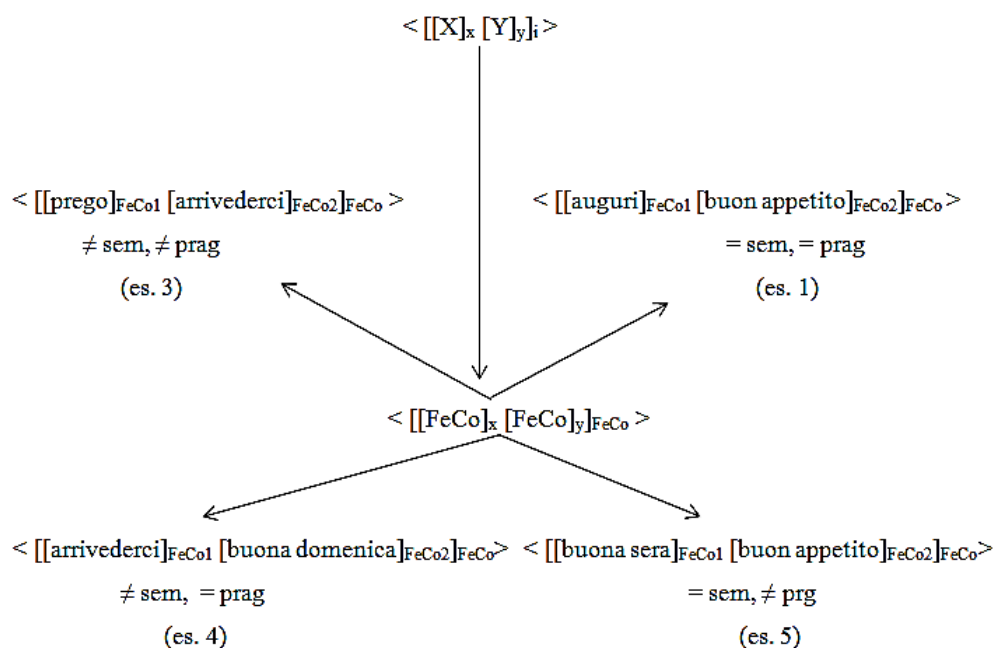 < [[X]x [Y]y]i >
< [[prego]FeCo1 [arrivederci]FeCo2]FeCo >
≠ sem, ≠ prag
(es. 3)
< [[auguri]FeCo1 [buon appetito]FeCo2]FeCo >
= sem, = prag
(es. 1)
< [[FeCo]x [FeCo]y]FeCo >
< [[arrivederci]FeCo1 [buona domenica]FeCo2]FeCo>
≠ sem, = prag
(es. 4)
< [[buona sera]FeCo1 [buon appetito]FeCo2]FeCo>
= sem, ≠ prg
(es. 5)